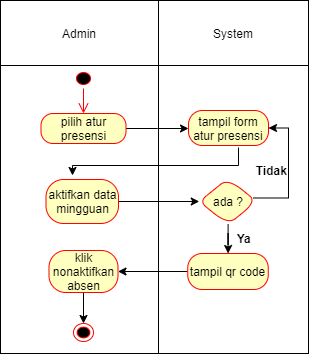 Admin
System
pilih atur
presensi
tampil form
atur presensi
Tidak
aktifkan data
mingguan
ada ?
Ya
klik
nonaktifkan
absen
tampil qr code